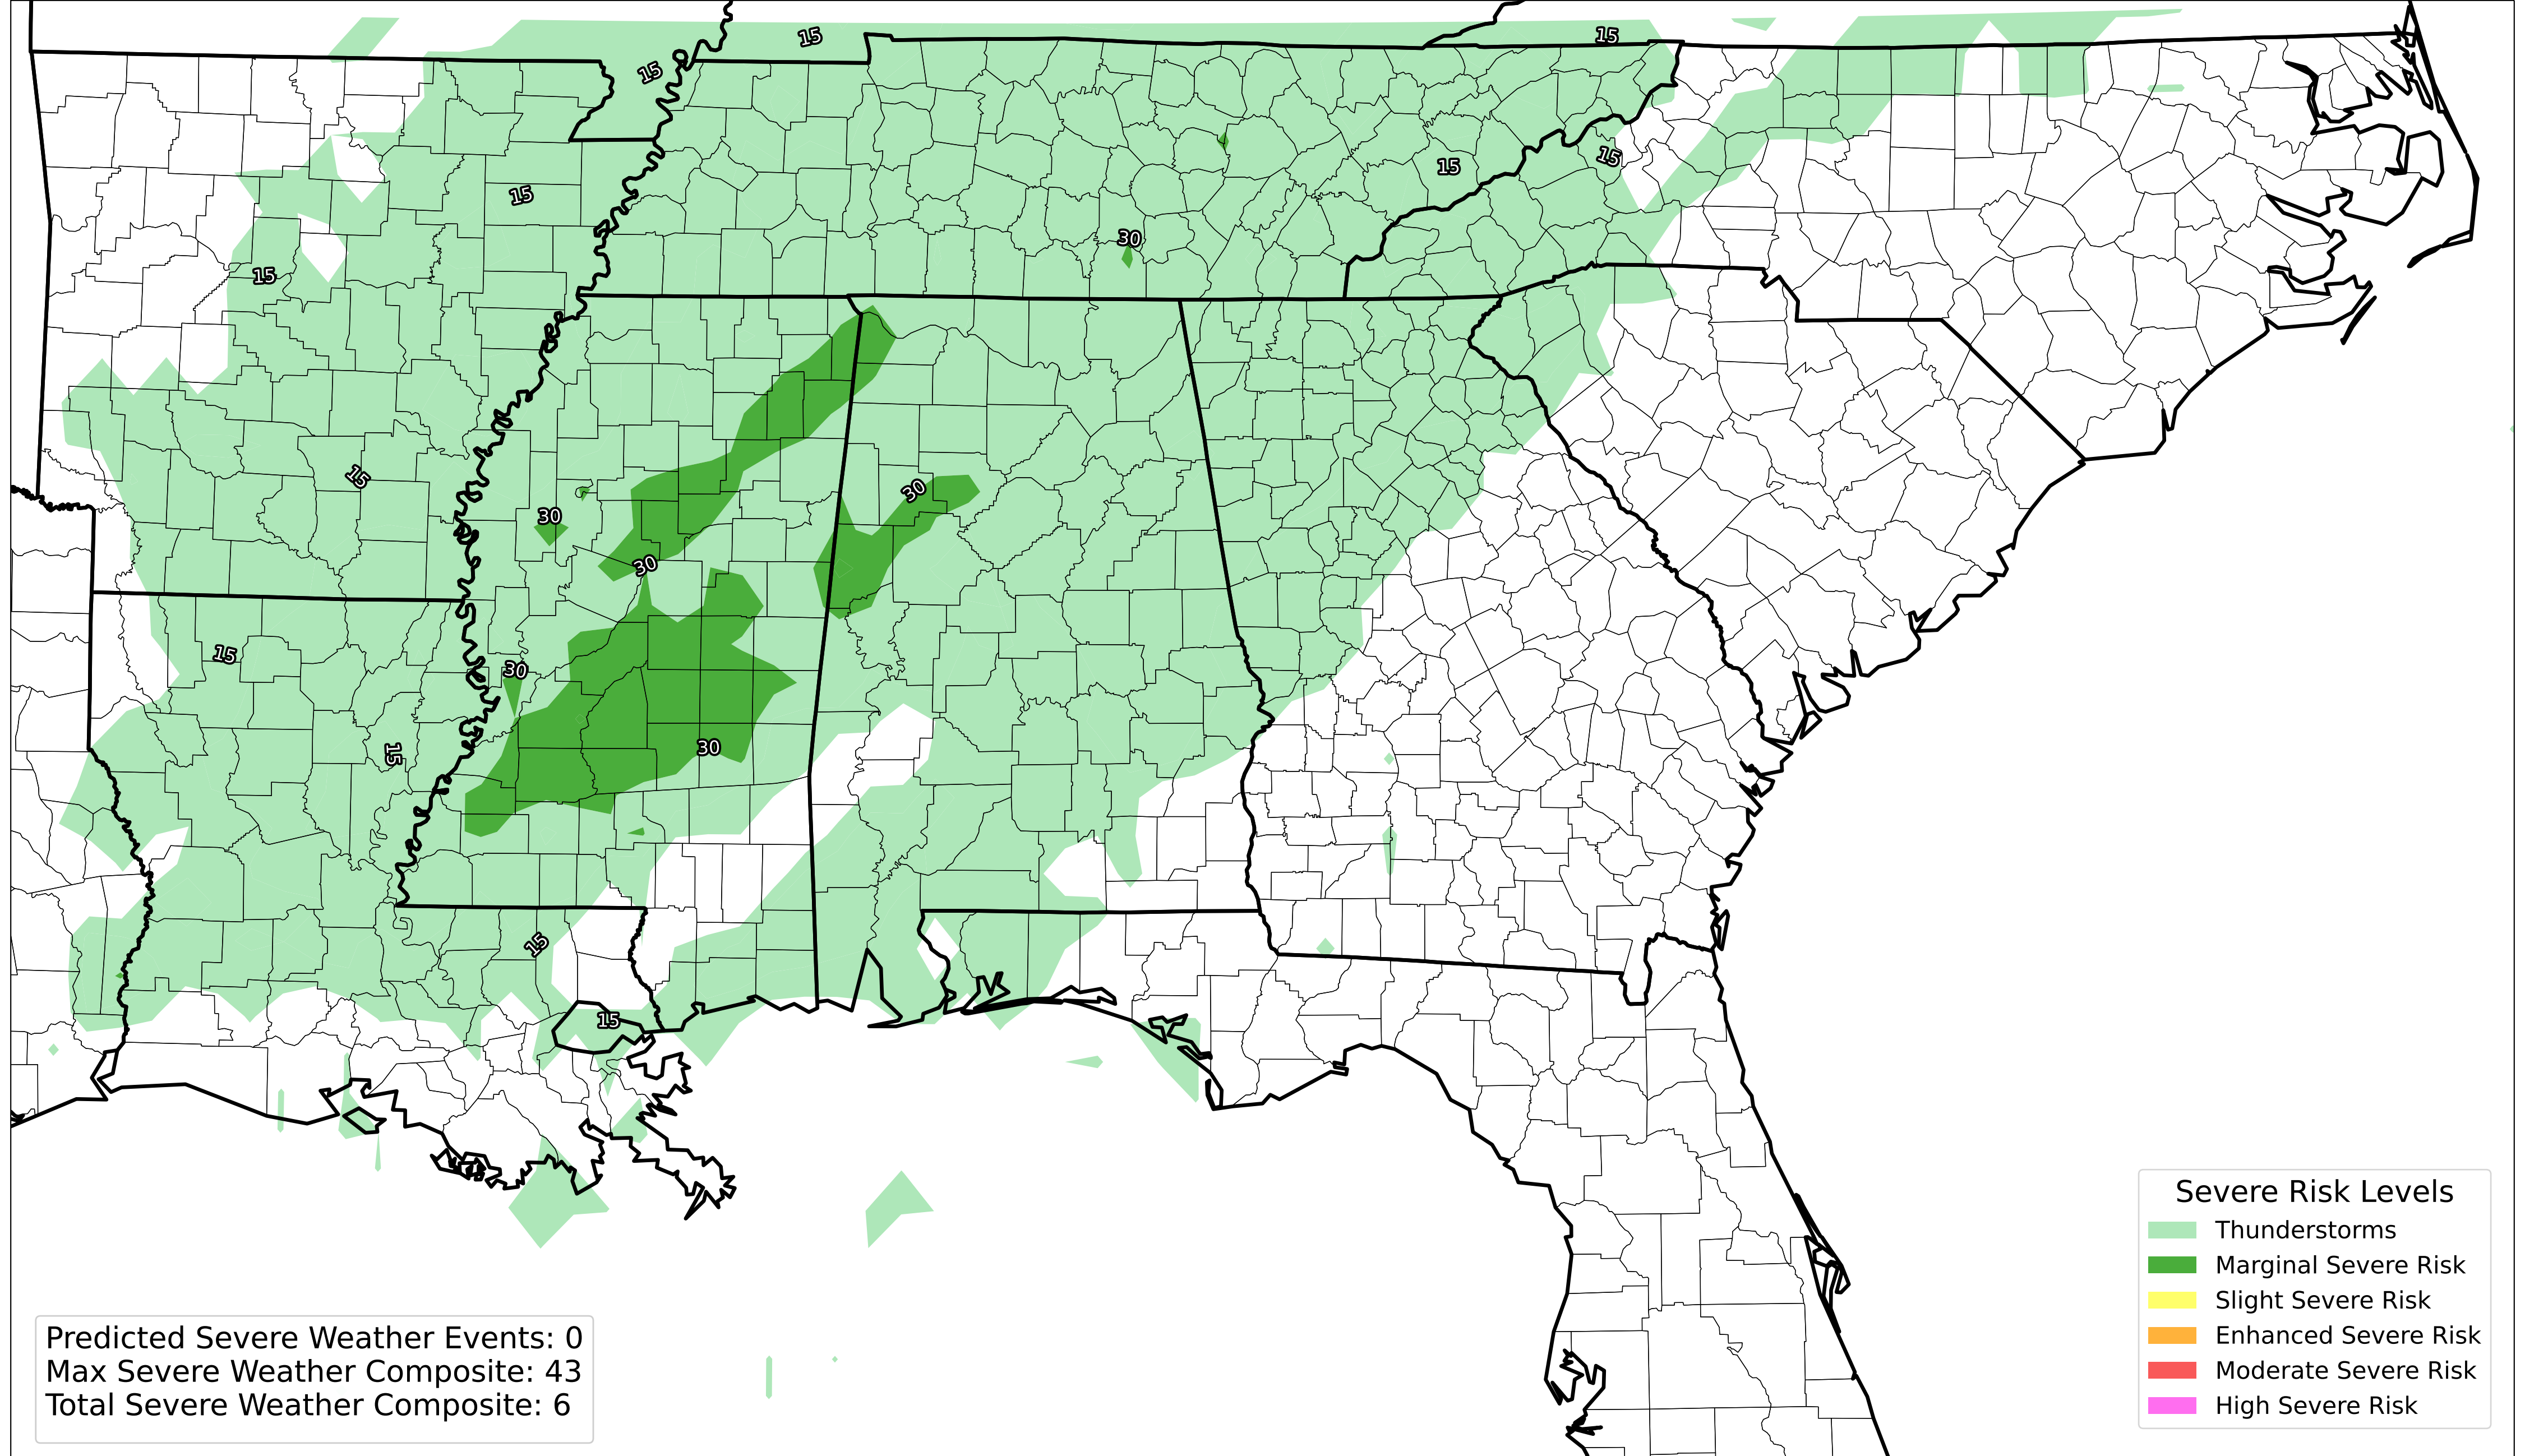 15
15
15
15
15
15
30
15
30
15
30
30
15
30
30
15
15
15
Severe Risk Levels
Thunderstorms
Marginal Severe Risk
Slight Severe Risk
Enhanced Severe Risk
Moderate Severe Risk
High Severe Risk
Predicted Severe Weather Events: 0
Max Severe Weather Composite: 43
Total Severe Weather Composite: 6